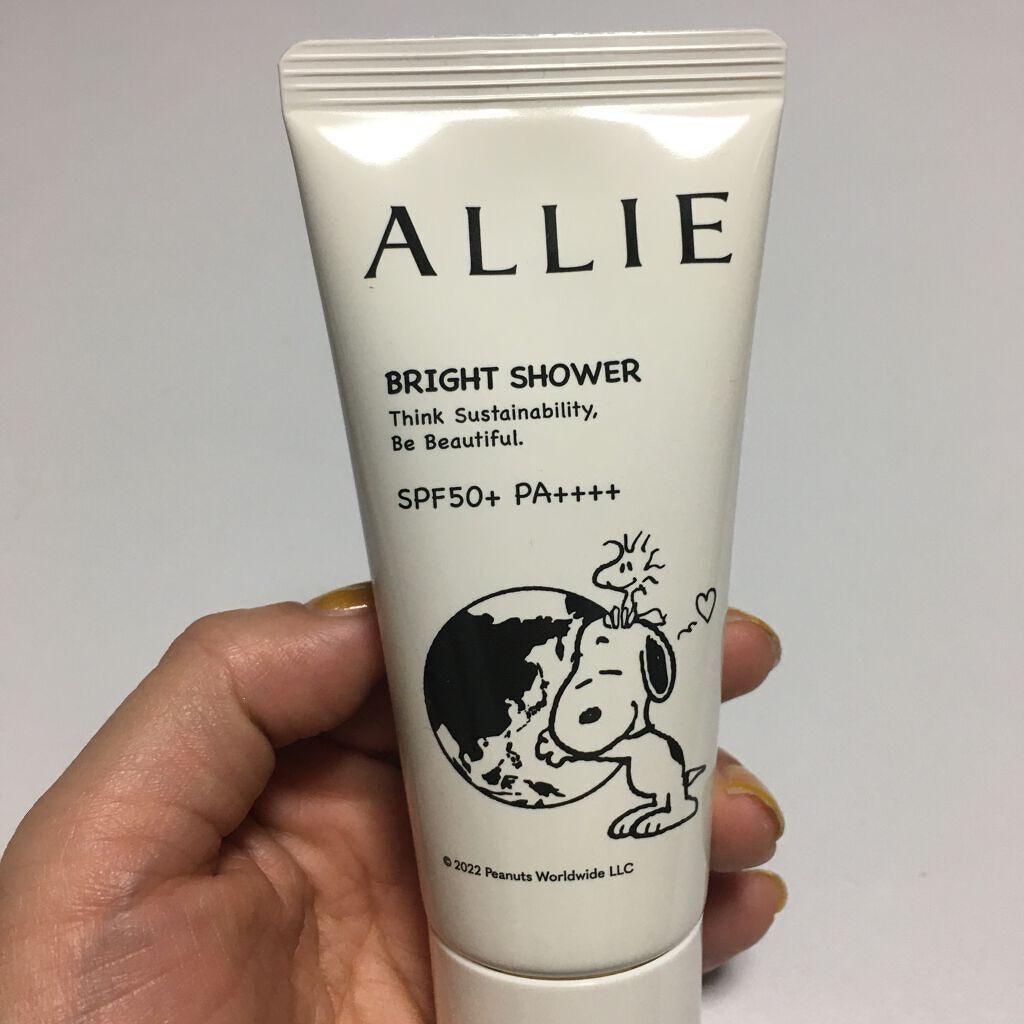 ALLIE
BRIGHT SHOWER
Think Sustainability,
Be Beautiful.
SPF50+ PA++++
© 2022 Peanuts Worldwide LLC